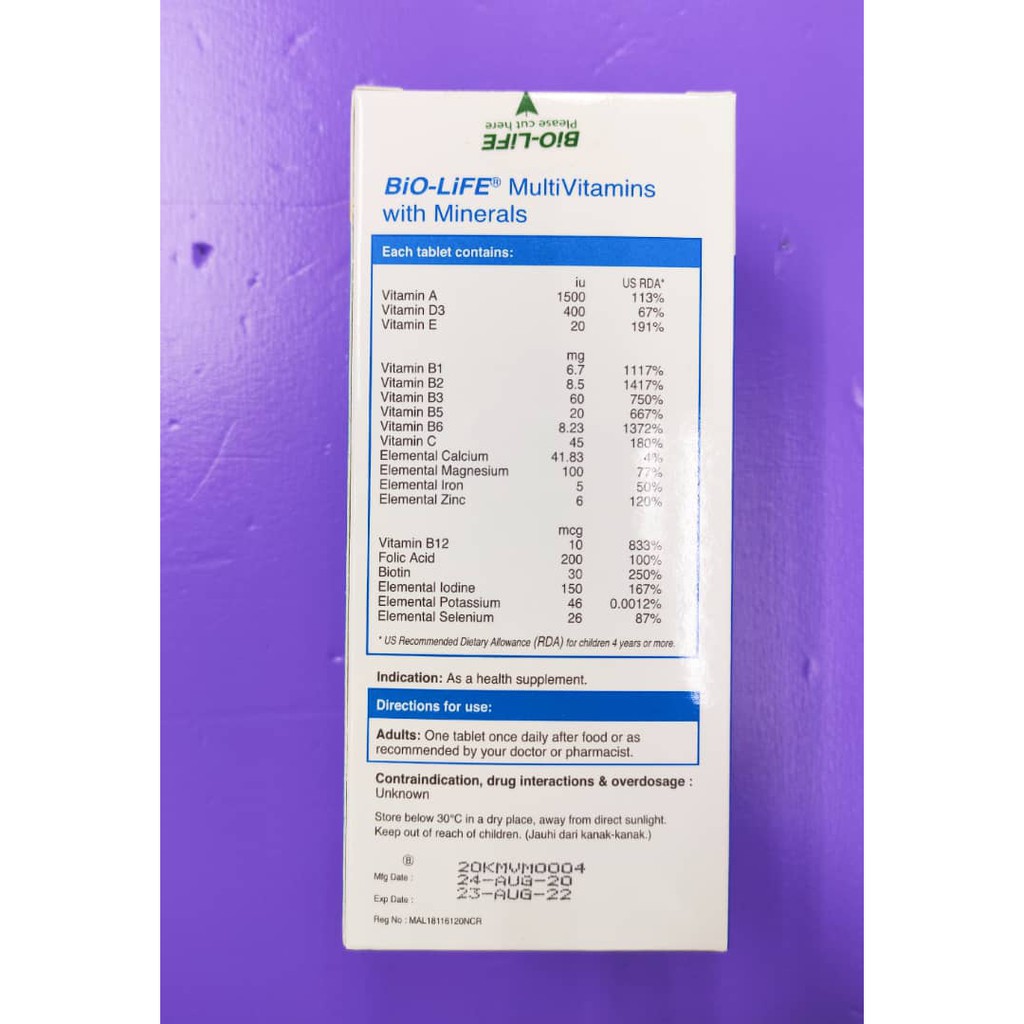 Please cut here
BiO-LiFE
BiO-LiFE® MultiVitamins
with Minerals
Each tablet contains:
iu US RDA*
Vitamin A 1500 113%
Vitamin D3 400 67%
Vitamin E 20 191%
mg
Vitamin B1 6.7 1117%
Vitamin B2 8.5 1417%
Vitamin B3 60 750%
Vitamin B5 20 667%
Vitamin B6 8.23 1372%
Vitamin C 45 180%
Elemental Calcium 41.83 4%
Elemental Magnesium 100 77%
Elemental Iron 5 50%
Elemental Zinc 6 120%
mcg
Vitamin B12 10 833%
Folic Acid 200 100%
Biotin 30 250%
Elemental Iodine 150 167%
Elemental Potassium 46 0.0012%
Elemental Selenium 26 87%
* US Recommended Dietary Allowance (RDA) for children 4 years or more.
Indication: As a health supplement.
Directions for use:
Adults: One tablet once daily after food or as
recommended by your doctor or pharmacist.
Contraindication, drug interactions & overdosage :
Unknown
Store below 30°C in a dry place, away from direct sunlight.
Keep out of reach of children. (Jauhi dari kanak-kanak.)
Ⓑ 20KMVM0004
Mfg Date : 24-AUG-20
Exp Date : 23-AUG-22
Reg No : MAL18116120NCR